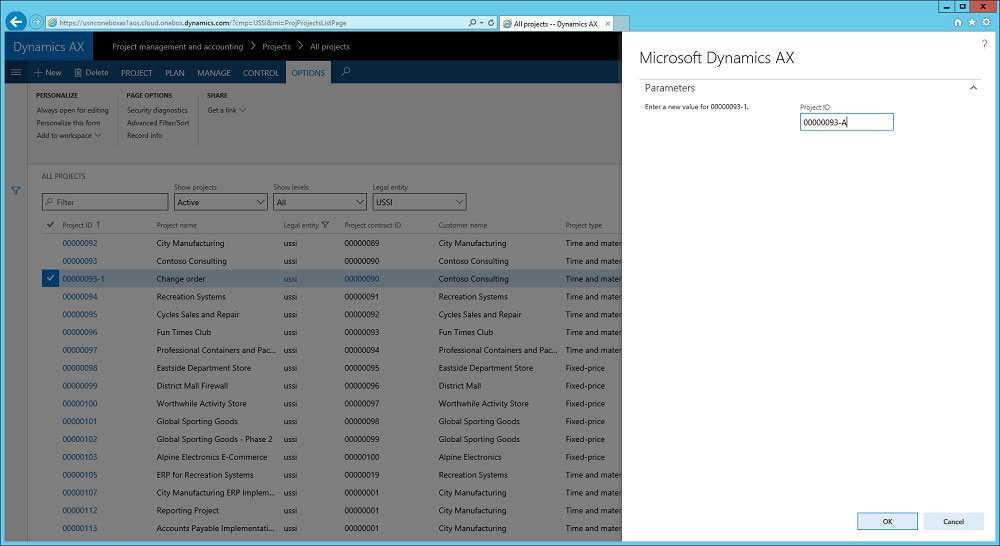 https://usnconeboxax1aos.cloud.onebox.dynamics.com/?cmp=USSI&mi=ProjProjectsListPage
All projects -- Dynamics AX
Dynamics AX
Project management and accounting > Projects > All projects
+ New Delete PROJECT PLAN MANAGE CONTROL OPTIONS
PERSONALIZE PAGE OPTIONS SHARE
Always open for editing Security diagnostics Get a link
Personalize this form Advanced Filter/Sort
Add to workspace Record info
ALL PROJECTS
Show projects Show levels Legal entity
Filter Active All USSI
Project ID Project name Legal entity Project contract ID Customer name Project type
00000092 City Manufacturing ussi 00000089 City Manufacturing Time and mater
00000093 Contoso Consulting ussi 00000090 Contoso Consulting Time and mater
00000093-1 Change order ussi 00000090 Contoso Consulting Time and mater
00000094 Recreation Systems ussi 00000091 Recreation Systems Time and mater
00000095 Cycles Sales and Repair ussi 00000092 Cycles Sales and Repair Time and mater
00000096 Fun Times Club ussi 00000093 Fun Times Club Time and mater
00000097 Professional Containers and Pac... ussi 00000094 Professional Containers and Pac... Time and mater
00000098 Eastside Department Store ussi 00000095 Eastside Department Store Fixed-price
00000099 District Mall Firewall ussi 00000096 District Mall Fixed-price
00000100 Worthwhile Activity Store ussi 00000097 Worthwhile Activity Store Fixed-price
00000101 Global Sporting Goods ussi 00000098 Global Sporting Goods Fixed-price
00000102 Global Sporting Goods - Phase 2 ussi 00000099 Global Sporting Goods Fixed-price
00000103 Alpine Electronics E-Commerce ussi 00000100 Alpine Electronics Fixed-price
00000105 ERP for Recreation Systems ussi 00000019 Recreation Systems Time and mater
00000107 City Manufacturing ERP Implem... ussi 00000001 City Manufacturing Time and mater
00000112 Reporting Project ussi 00000001 City Manufacturing Time and mater
00000113 Accounts Payable Implementati... ussi 00000001 City Manufacturing Time and mater
?
Microsoft Dynamics AX
Parameters
Enter a new value for 00000093-1. Project ID
00000093-A
OK Cancel